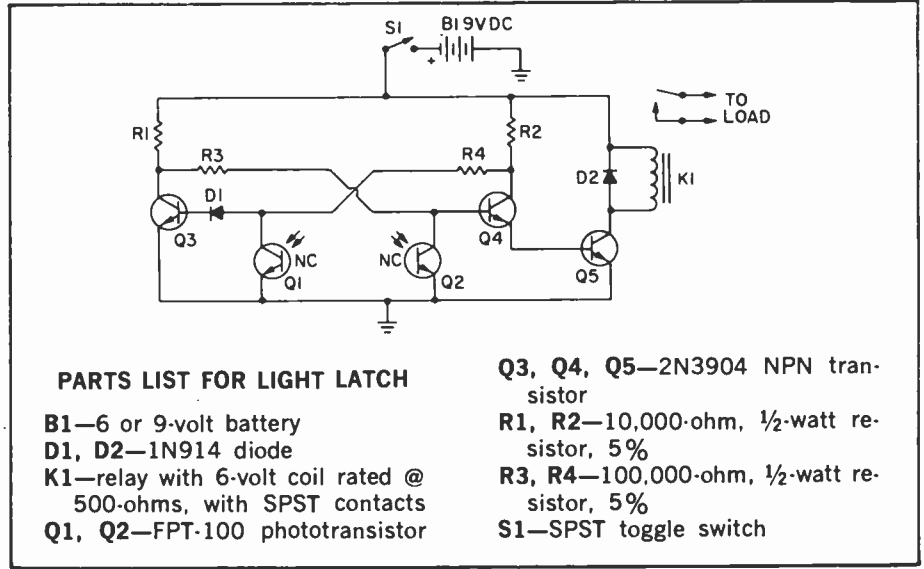 S1
B1 9VDC
+
R1
R2
TO
LOAD
R3
R4
D1
D2
K1
Q3
NC
Q1
NC
Q2
Q4
Q5
PARTS LIST FOR LIGHT LATCH
B1—6 or 9-volt battery
D1, D2—1N914 diode
K1—relay with 6-volt coil rated @
500-ohms, with SPST contacts
Q1, Q2—FPT-100 phototransistor
Q3, Q4, Q5—2N3904 NPN tran-
sistor
R1, R2—10,000-ohm, ½-watt re-
sistor, 5%
R3, R4—100,000-ohm, ½-watt re-
sistor, 5%
S1—SPST toggle switch